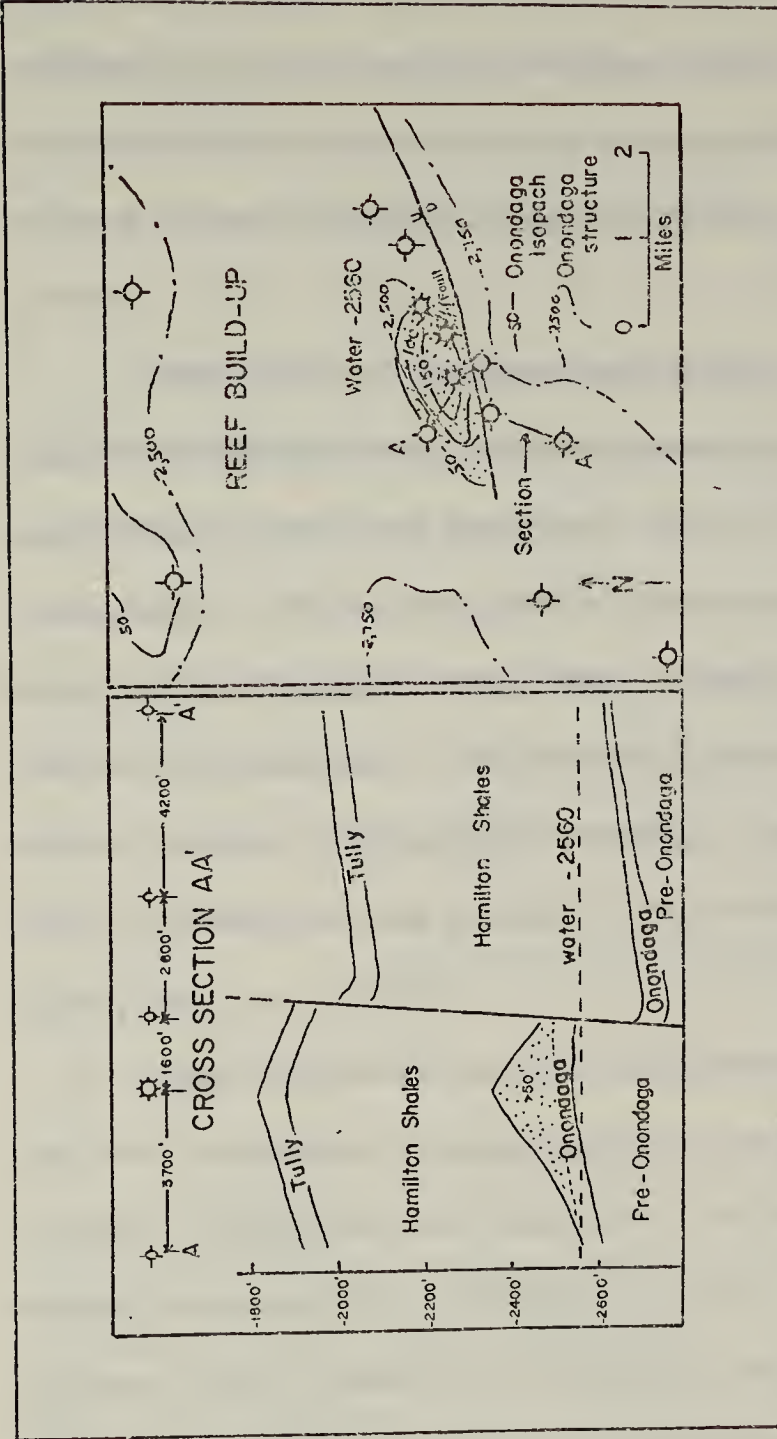 A
A'
3700'
1600'
2800'
4200'
CROSS SECTION AA'
-1800'
-2000'
-2200'
-2400'
-2600'
Tully
Tully
Hamilton Shales
Hamilton Shales
>50'
Onondaga
water -2560
Onondaga
Pre-Onondaga
Pre-Onondaga
50
-2,500
REEF BUILD-UP
Water -2560
-2,500
-2,750
100
150
50
A
U
D
-2,750
Section
A'
N
-50- Onondaga
Isopach
-2500 Onondaga
structure
0 1 2
Miles